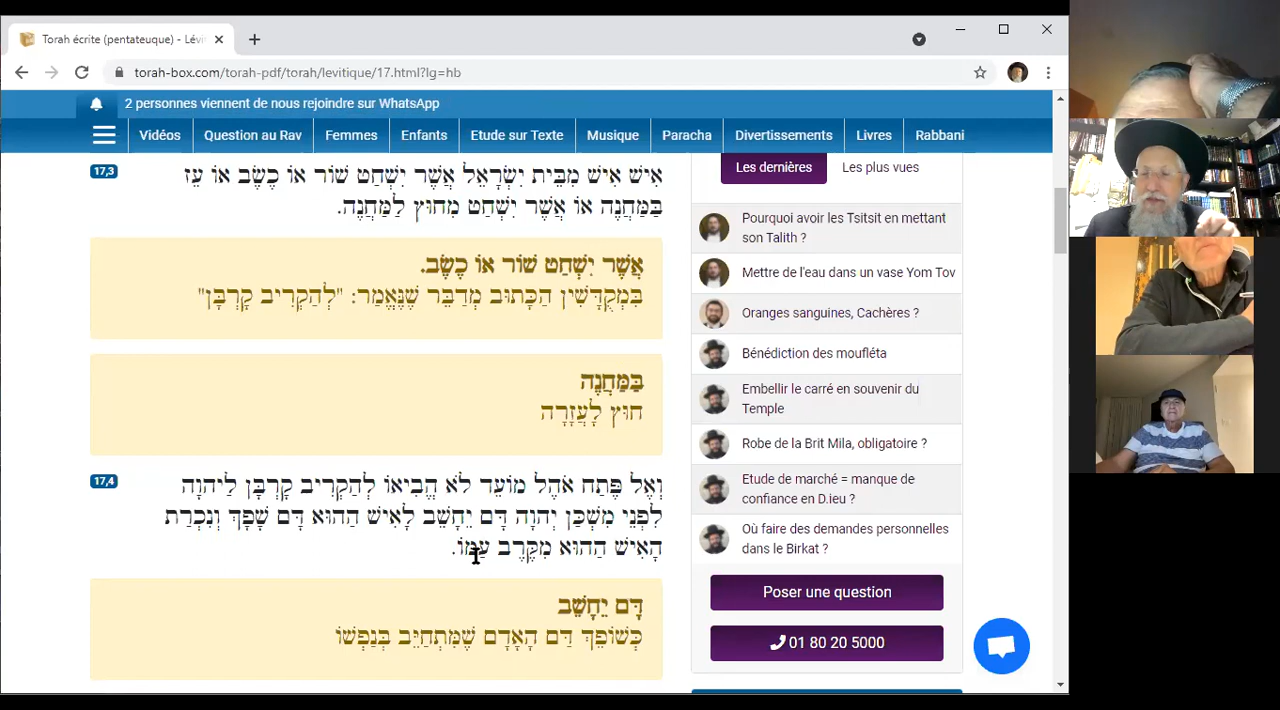 Torah écrite (pentateuque) - Lévi
torah-box.com/torah-pdf/torah/levitique/17.html?lg=hb
2 personnes viennent de nous rejoindre sur WhatsApp
Vidéos Question au Rav Femmes Enfants Etude sur Texte Musique Paracha Divertissements Livres Rabbani
17,3
אִישׁ אִישׁ מִבֵּית יִשְׂרָאֵל אֲשֶׁר יִשְׁחַט שׁוֹר אוֹ כֶשֶׂב אוֹ עֵז
בַּמַּחֲנֶה אוֹ אֲשֶׁר יִשְׁחַט מִחוּץ לַמַּחֲנֶה.
אֲשֶׁר יִשְׁחַט שׁוֹר אוֹ כֶשֶׂב.
בִּמְקֻדָּשִׁין הַכָּתוּב מְדַבֵּר שֶׁנֶּאֱמַר: "לְהַקְרִיב קָרְבָּן"
בַּמַּחֲנֶה
חוּץ לָעֲזָרָה
17,4
וְאֶל פֶּתַח אֹהֶל מוֹעֵד לֹא הֱבִיאוֹ לְהַקְרִיב קָרְבָּן לַיהוָה
לִפְנֵי מִשְׁכַּן יְהוָה דָּם יֵחָשֵׁב לָאִישׁ הַהוּא דָּם שָׁפָךְ וְנִכְרַת
הָאִישׁ הַהוּא מִקֶּרֶב עַמּוֹ.
דָּם יֵחָשֵׁב
כְּשׁוֹפֵךְ דַּם הָאָדָם שֶׁמִּתְחַיֵּב בְּנַפְשׁוֹ
Les dernières Les plus vues
Pourquoi avoir les Tsitsit en mettant
son Talith ?
Mettre de l'eau dans un vase Yom Tov
Oranges sanguines, Cachères ?
Bénédiction des moufléta
Embellir le carré en souvenir du
Temple
Robe de la Brit Mila, obligatoire ?
Etude de marché = manque de
confiance en D.ieu ?
Où faire des demandes personnelles
dans le Birkat ?
Poser une question
01 80 20 5000